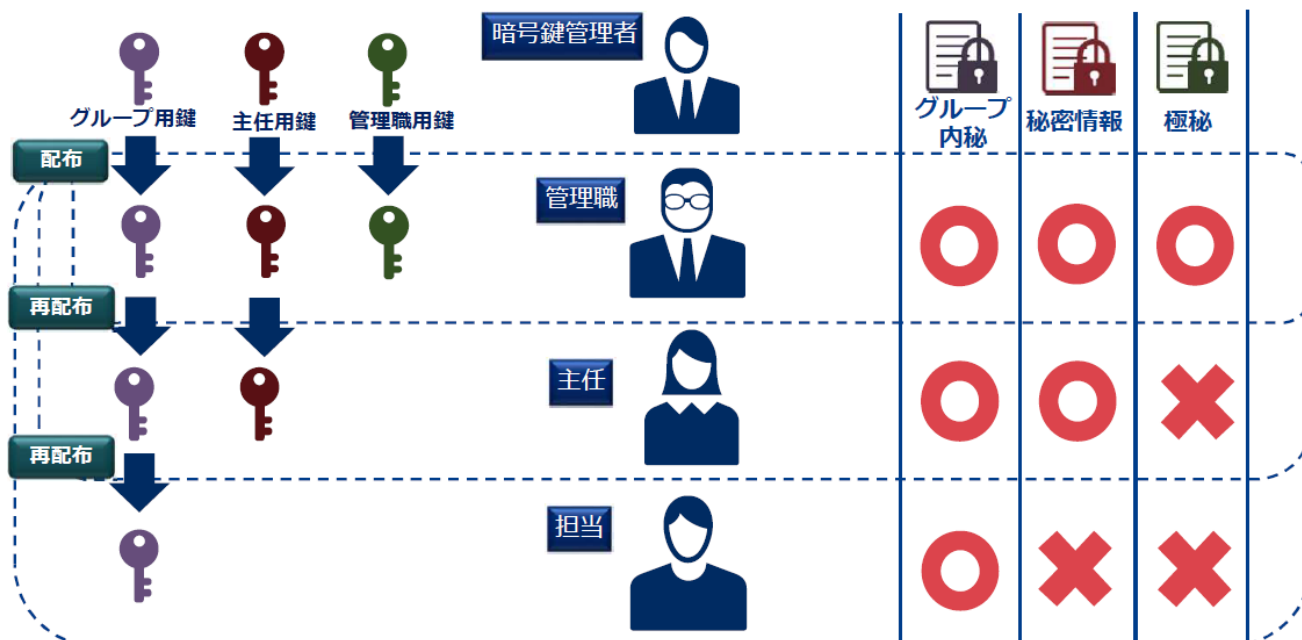 暗号鍵管理者
グループ用鍵
主任用鍵
管理職用鍵
グループ
内秘
秘密情報
極秘
配布
管理職
再配布
主任
再配布
担当